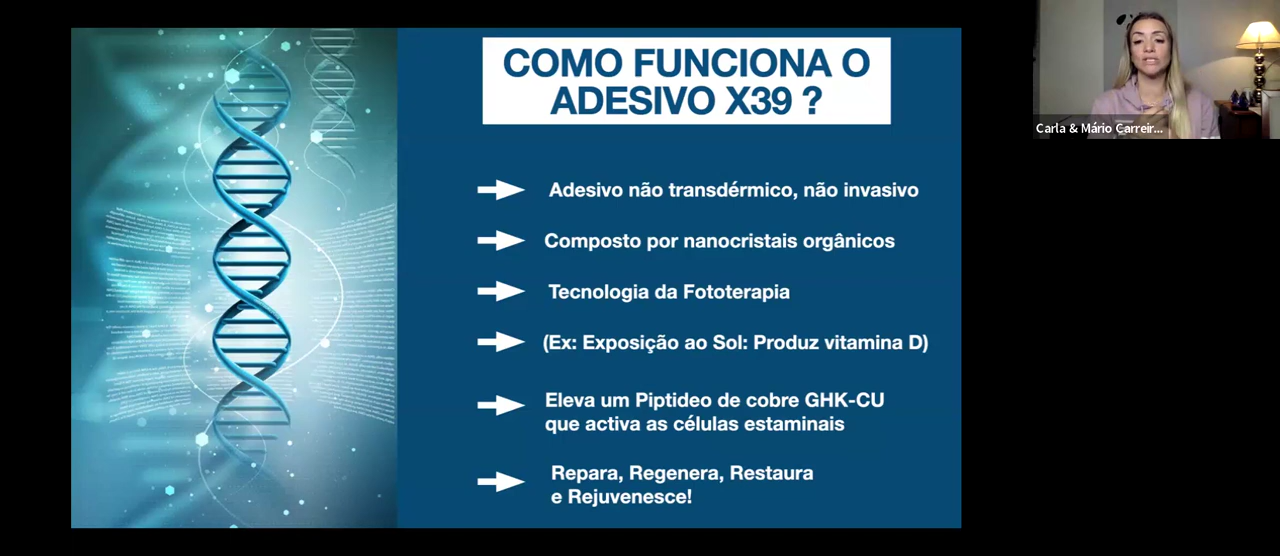 COMO FUNCIONA O
ADESIVO X39 ?
Adesivo não transdérmico, não invasivo
Composto por nanocristais orgânicos
Tecnologia da Fototerapia
(Ex: Exposição ao Sol: Produz vitamina D)
Eleva um Piptideo de cobre GHK-CU
que activa as células estaminais
Repara, Regenera, Restaura
e Rejuvenesce!
Carla & Mário Carreir...